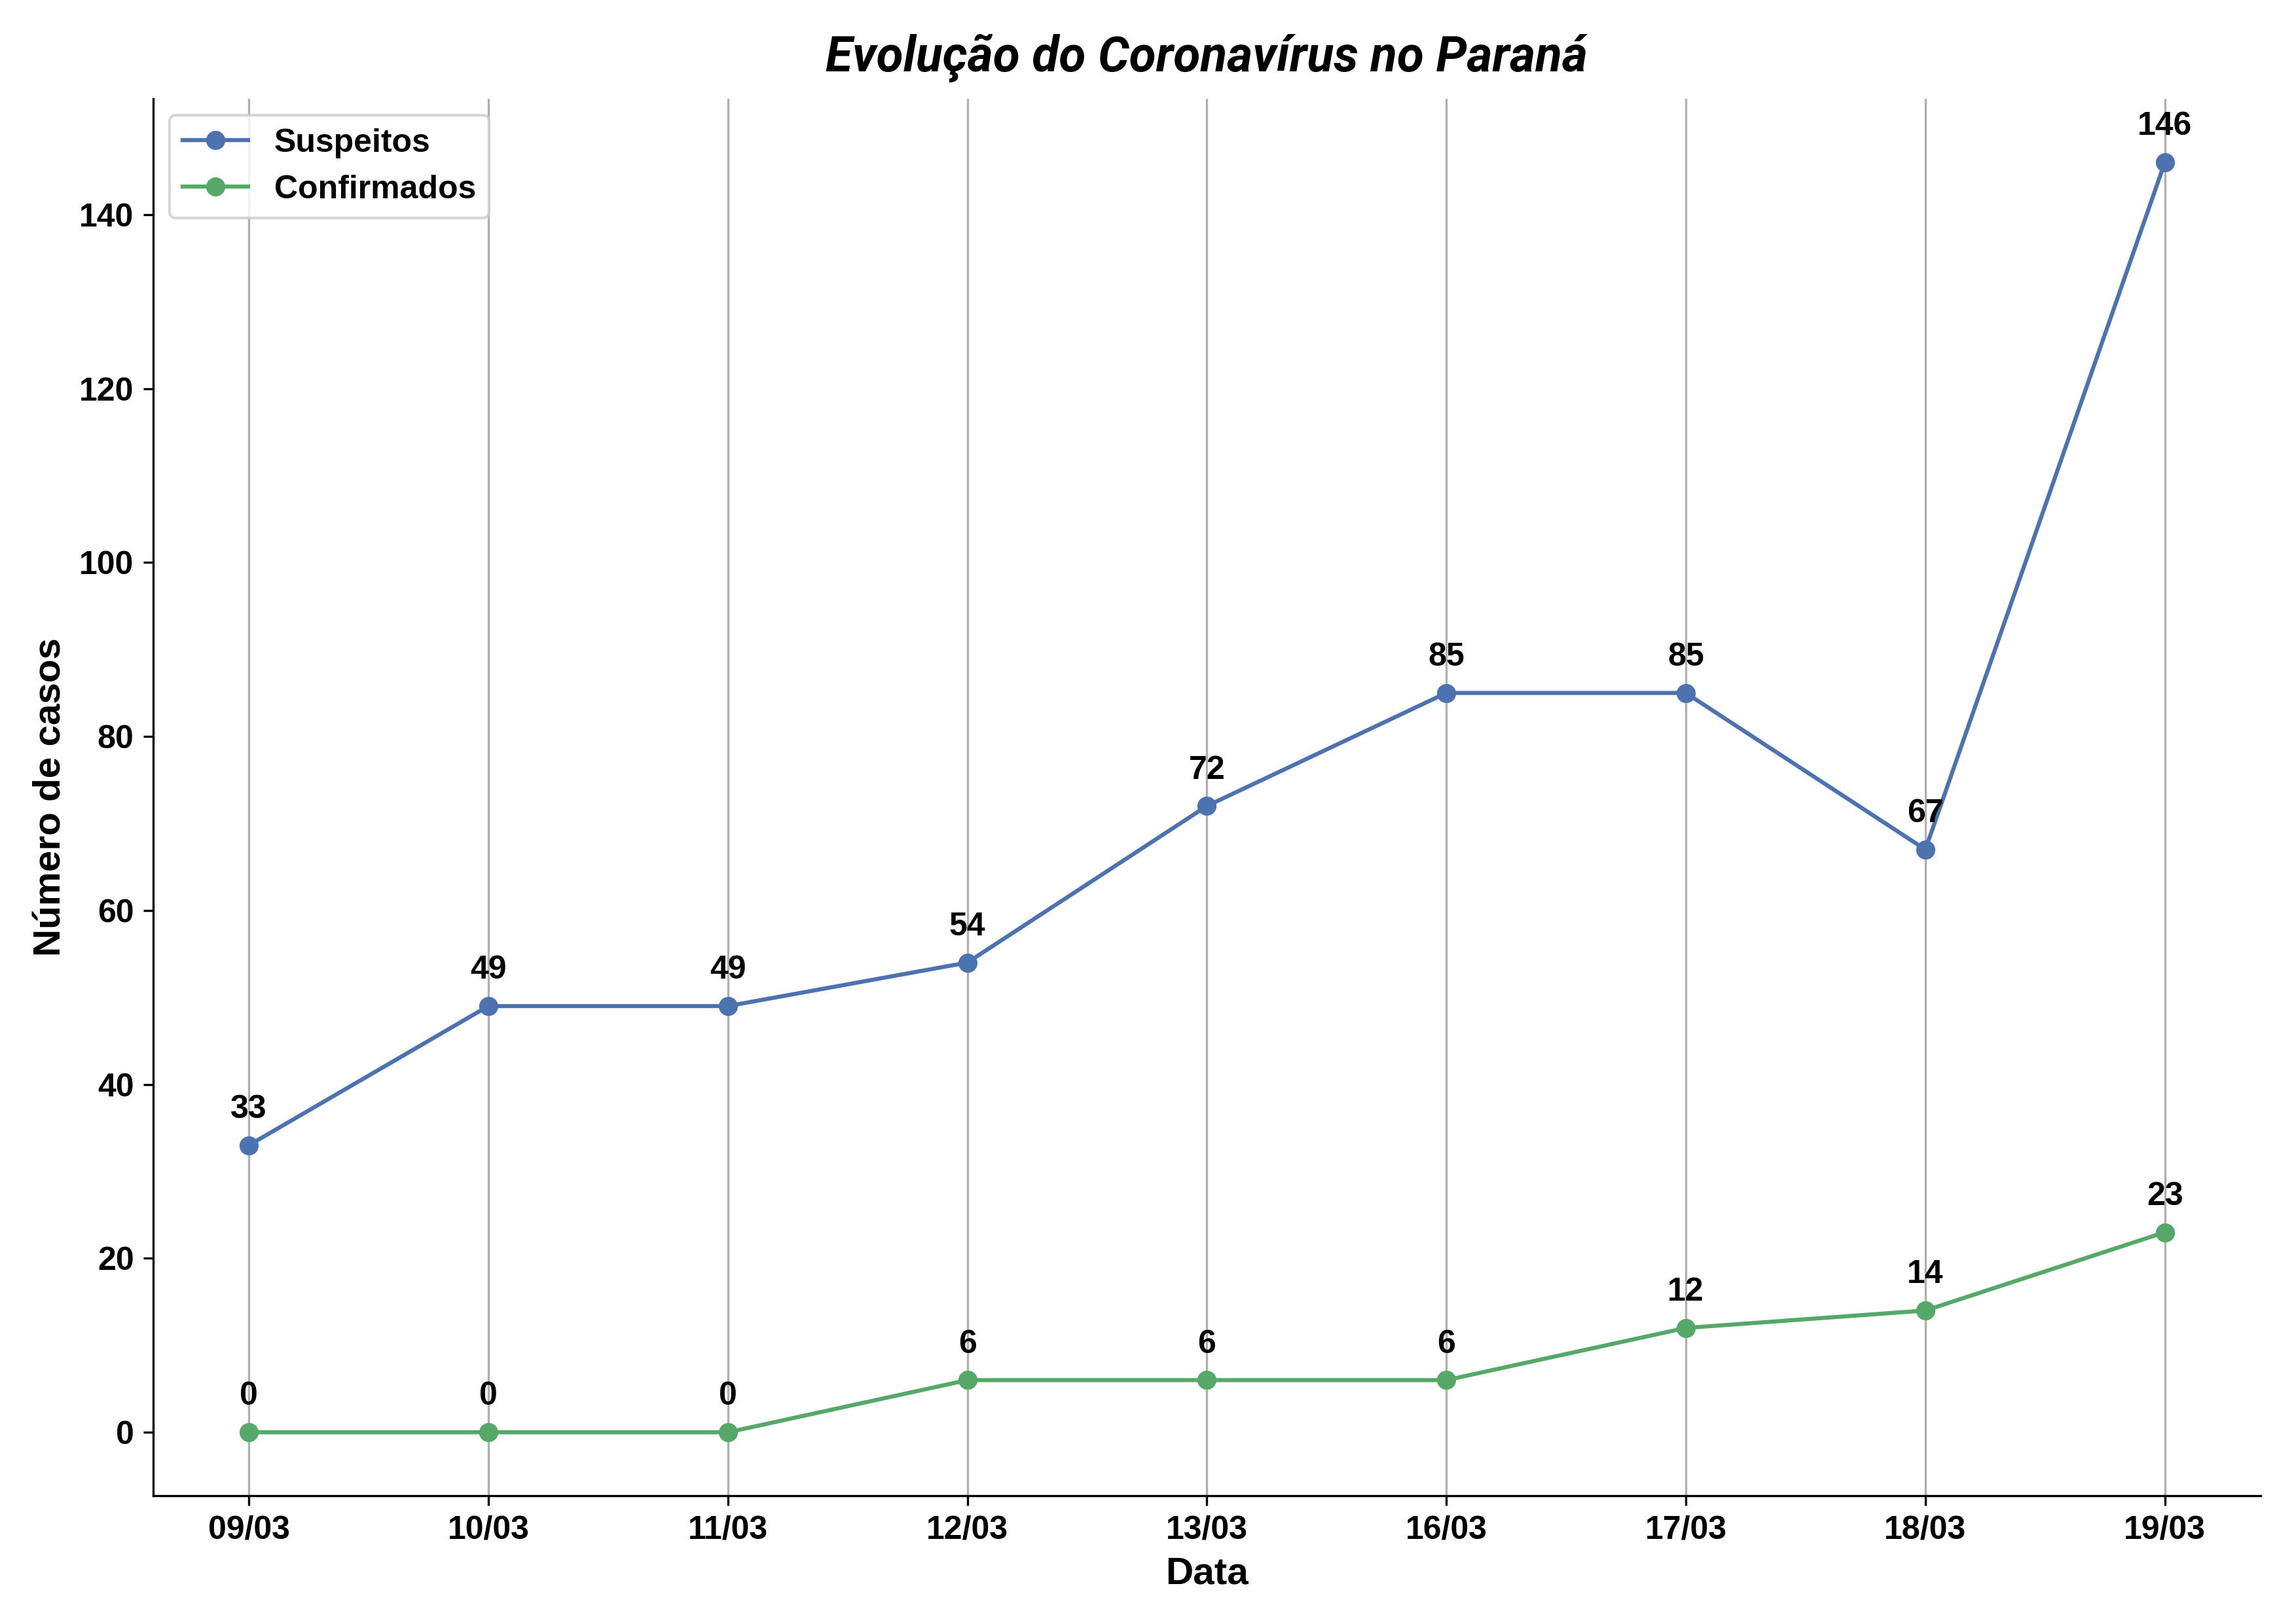 Evolução do Coronavírus no Paraná
Suspeitos
Confirmados
146
140
120
100
85 85
80
72
67
60
54
49 49
40
33
23
20
14
12
6 6 6
0 0 0
0
Número de casos
09/03 10/03 11/03 12/03 13/03 16/03 17/03 18/03 19/03
Data